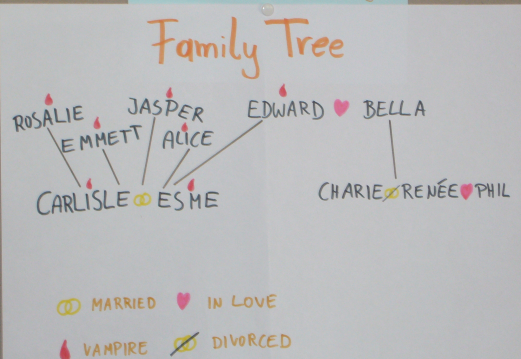 Family Tree
ROSALIE JASPER EDWARD BELLA
EMMETT ALICE
CARLISLE ESME CHARIE RENÉE PHIL
MARRIED IN LOVE
VAMPIRE DIVORCED